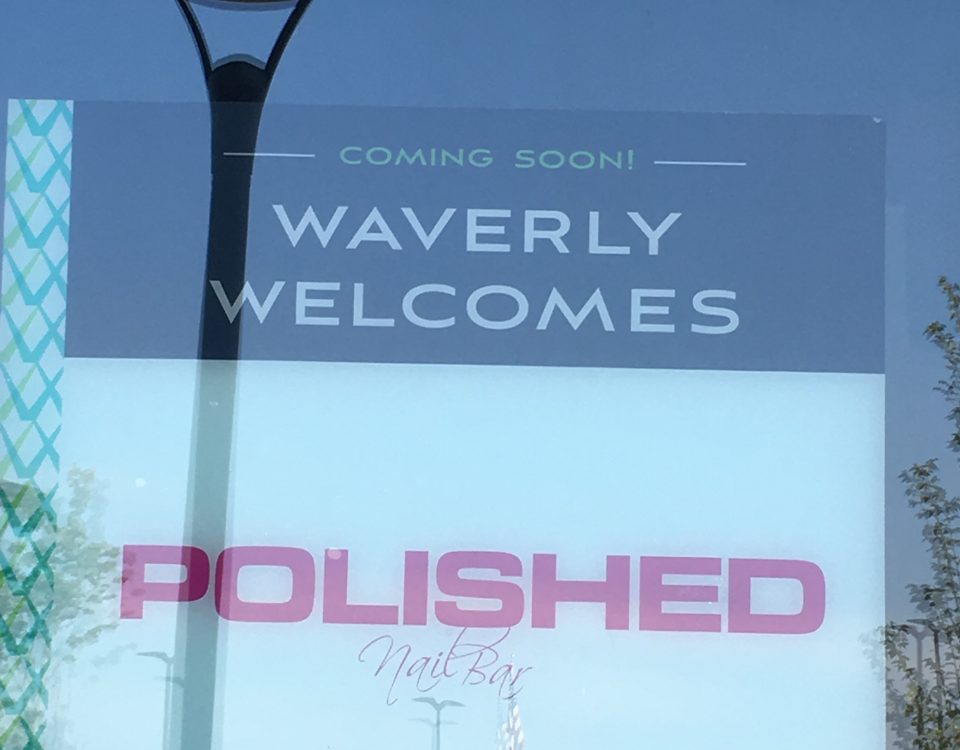 COMING SOON!
WAVERLY
WELCOMES
POLISHED
Nail Bar